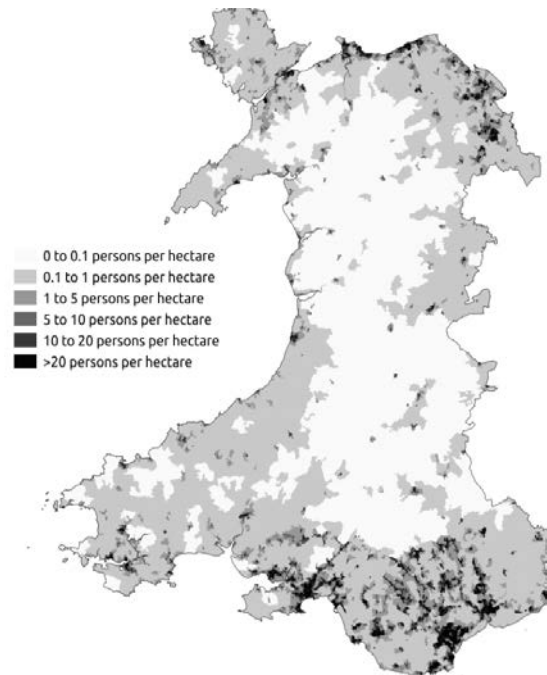 0 to 0.1 persons per hectare
0.1 to 1 persons per hectare
1 to 5 persons per hectare
5 to 10 persons per hectare
10 to 20 persons per hectare
>20 persons per hectare